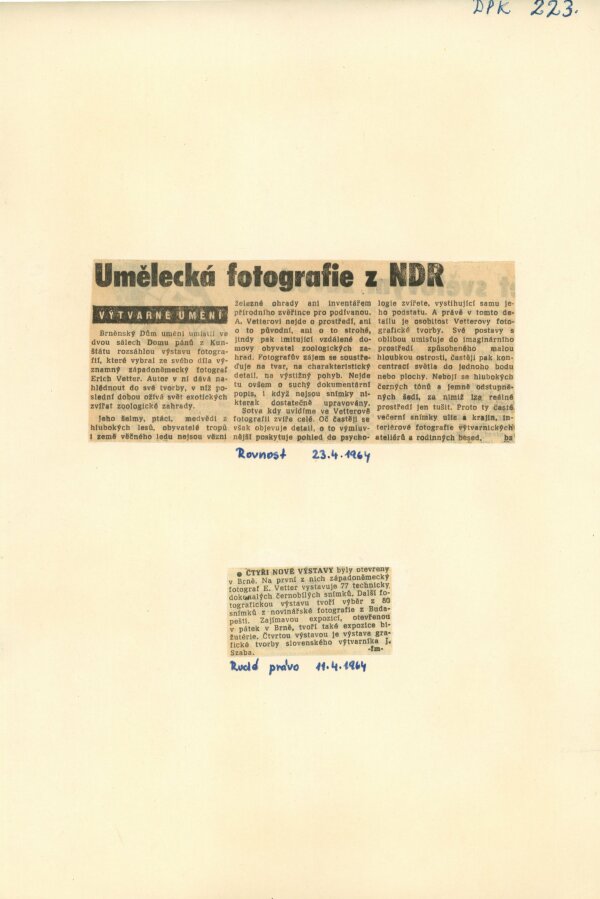 DPK 223.
Umělecká fotografie z NDR
VÝTVARNÉ UMĚNÍ
Brněnský Dům umění umístil ve
dvou sálech Domu pánů z Kun-
štátu rozsáhlou výstavu fotogra-
fií, které vybral ze svého díla vý-
znamný západoněmecký fotograf
Erich Vetter. Autor v ní dává na-
hlédnout do své tvorby, v níž po-
slední dobou ožívá svět exotických
zvířat zoologické zahrady.
Jeho šelmy, ptáci, medvědi z
hlubokých lesů, obyvatelé tropů
i země věčného ledu nejsou vězni
železné ohrady ani inventářem
přírodního zvěřince pro podívanou.
A. Vetterovi nejde o prostředí, ani
o to původní, ani o to strohé,
jindy pak imitující vzdálené do-
movy obyvatel zoologických za-
hrad. Fotografův zájem se soustře-
ďuje na tvar, na charakteristický
detail, na výstižný pohyb. Nejde
tu ovšem o suchý dokumentární
popis, i když nejsou snímky ni-
kterak dostatečně upravovány.
Sotva kdy uvidíme ve Vetterově
fotografii zvíře celé. Oč častěji se
však objevuje detail, o to výmluv-
nější poskytuje pohled do psycho-
logie zvířete, vystihující samu je-
ho podstatu. A právě v tomto de-
tailu je osobitost Vetterovy foto-
grafické tvorby. Své postavy s
oblibou umisťuje do imaginárního
prostředí způsobeného malou
hloubkou ostrosti, častěji pak kon-
centrací světla do jednoho bodu
nebo plochy. Nebojí se hlubokých
černých tónů a jemně odstupně-
ných šedí, za nimiž lze reálné
prostředí jen tušit. Proto ty časté
večerní snímky ulic a krajin, in-
teriérové fotografie výtvarnických
ateliérů a rodinných besed. bz
Rovnost 23.4.1964
● ČTYŘI NOVÉ VÝSTAVY byly otevřeny
v Brně. Na první z nich západoněmecký
fotograf E. Vetter vystavuje 77 technicky
dokonalých černobílých snímků. Další fo-
tografickou výstavu tvoří výběr z 80
snímků z novinářské fotografie z Buda-
pešti. Zajímavou expozicí, otevřenou
v pátek v Brně, tvoří také expozice bi-
žutérie. Čtvrtou výstavou je výstava gra-
fické tvorby slovenského výtvarníka J.
Szaba. -fm-
Rudé právo 11.4.1964